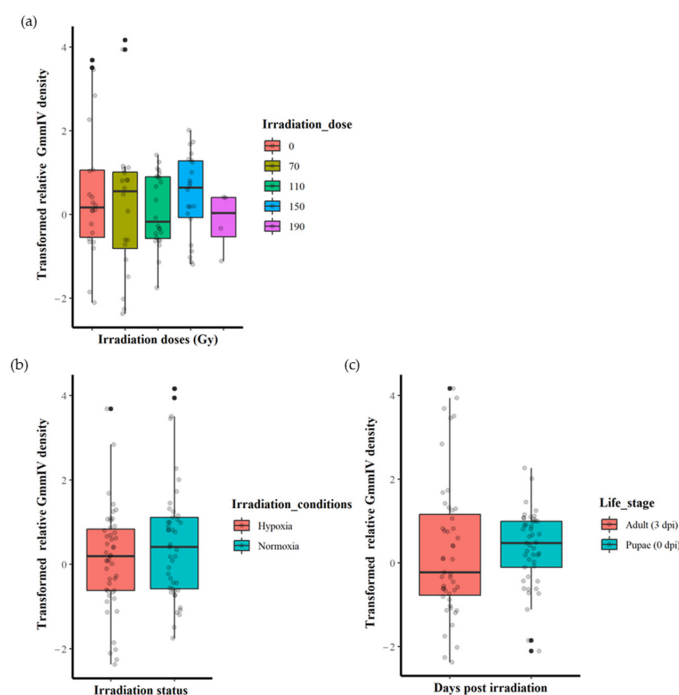 (a)
Transformed relative GmmIV density
4
2
0
−2
Irradiation doses (Gy)
Irradiation_dose
0
70
110
150
190
(b)
Transformed relative GmmIV density
4
2
0
−2
Irradiation status
Irradiation_conditions
Hypoxia
Normoxia
(c)
Transformed relative GmmIV density
4
2
0
−2
Days post irradiation
Life_stage
Adult (3 dpi)
Pupae (0 dpi)